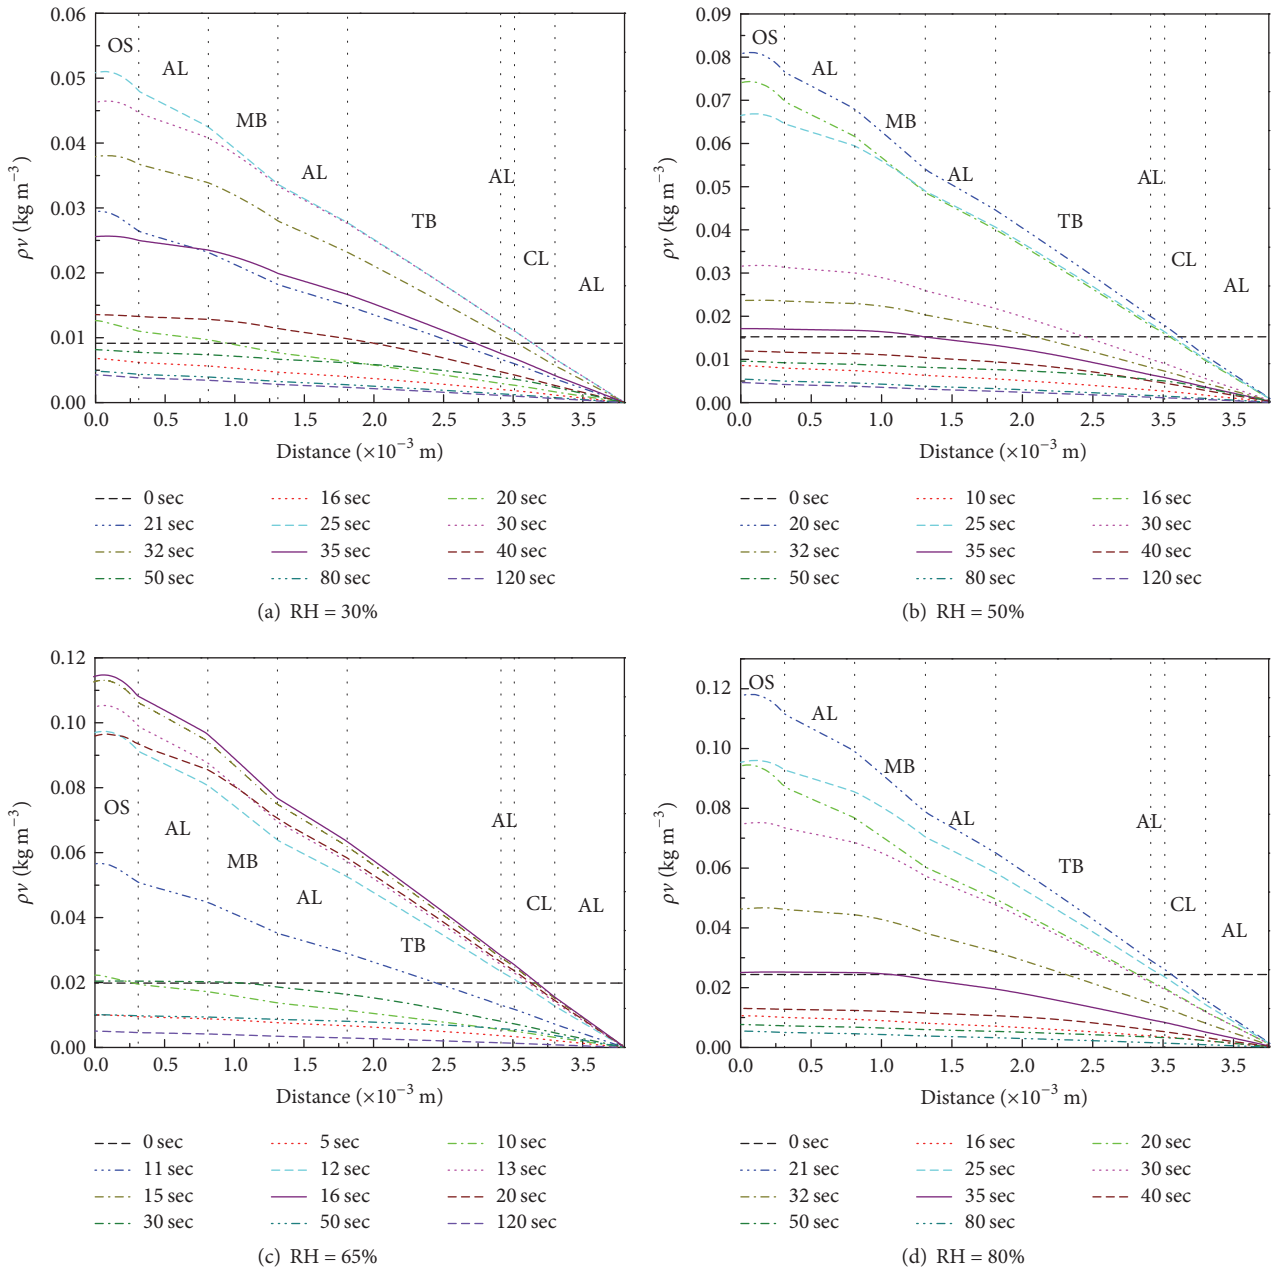 0.06
0.05
0.04
0.03
0.02
0.01
0.00
ρν (kg m⁻³)
OS
AL
MB
AL
TB
AL
CL
AL
0.0 0.5 1.0 1.5 2.0 2.5 3.5 3.5
Distance (×10⁻³ m)
0 sec 16 sec 20 sec
21 sec 25 sec 30 sec
32 sec 35 sec 40 sec
50 sec 80 sec 120 sec
(a) RH = 30%
0.09
0.08
0.07
0.06
0.05
0.04
0.03
0.02
0.01
0.00
ρν (kg m⁻³)
OS
AL
MB
AL
TB
AL
CL
AL
0.0 0.5 1.0 1.5 2.0 2.5 3.5 3.5
Distance (×10⁻³ m)
0 sec 10 sec 16 sec
20 sec 25 sec 30 sec
32 sec 35 sec 40 sec
50 sec 80 sec 120 sec
(b) RH = 50%
0.12
0.10
0.08
0.06
0.04
0.02
0.00
ρν (kg m⁻³)
OS
AL
MB
AL
TB
AL
CL
AL
0.0 0.5 1.0 1.5 2.0 2.5 3.5 3.5
Distance (×10⁻³ m)
0 sec 5 sec 10 sec
11 sec 12 sec 13 sec
15 sec 16 sec 20 sec
30 sec 50 sec 120 sec
(c) RH = 65%
0.12
0.10
0.08
0.06
0.04
0.02
0.00
ρν (kg m⁻³)
OS
AL
MB
AL
TB
AL
CL
AL
0.0 0.5 1.0 1.5 2.0 2.5 3.5 3.5
Distance (×10⁻³ m)
0 sec 16 sec 20 sec
21 sec 25 sec 30 sec
32 sec 35 sec 40 sec
50 sec 80 sec
(d) RH = 80%